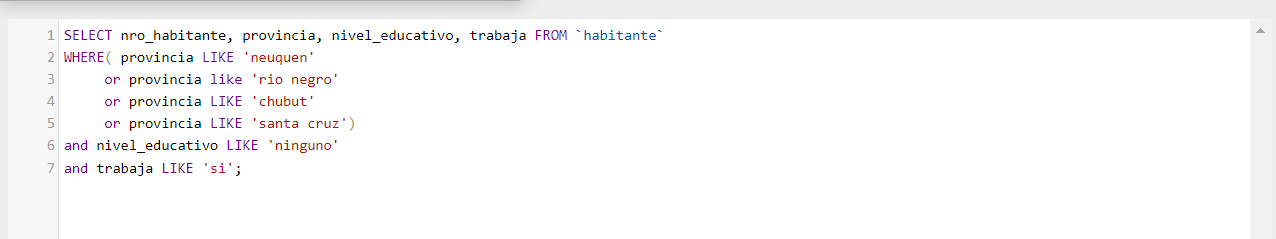 1 SELECT nro_habitante, provincia, nivel_educativo, trabaja FROM `habitante`
2 WHERE( provincia LIKE 'neuquen'
3 or provincia like 'rio negro'
4 or provincia LIKE 'chubut'
5 or provincia LIKE 'santa cruz')
6 and nivel_educativo LIKE 'ninguno'
7 and trabaja LIKE 'si';